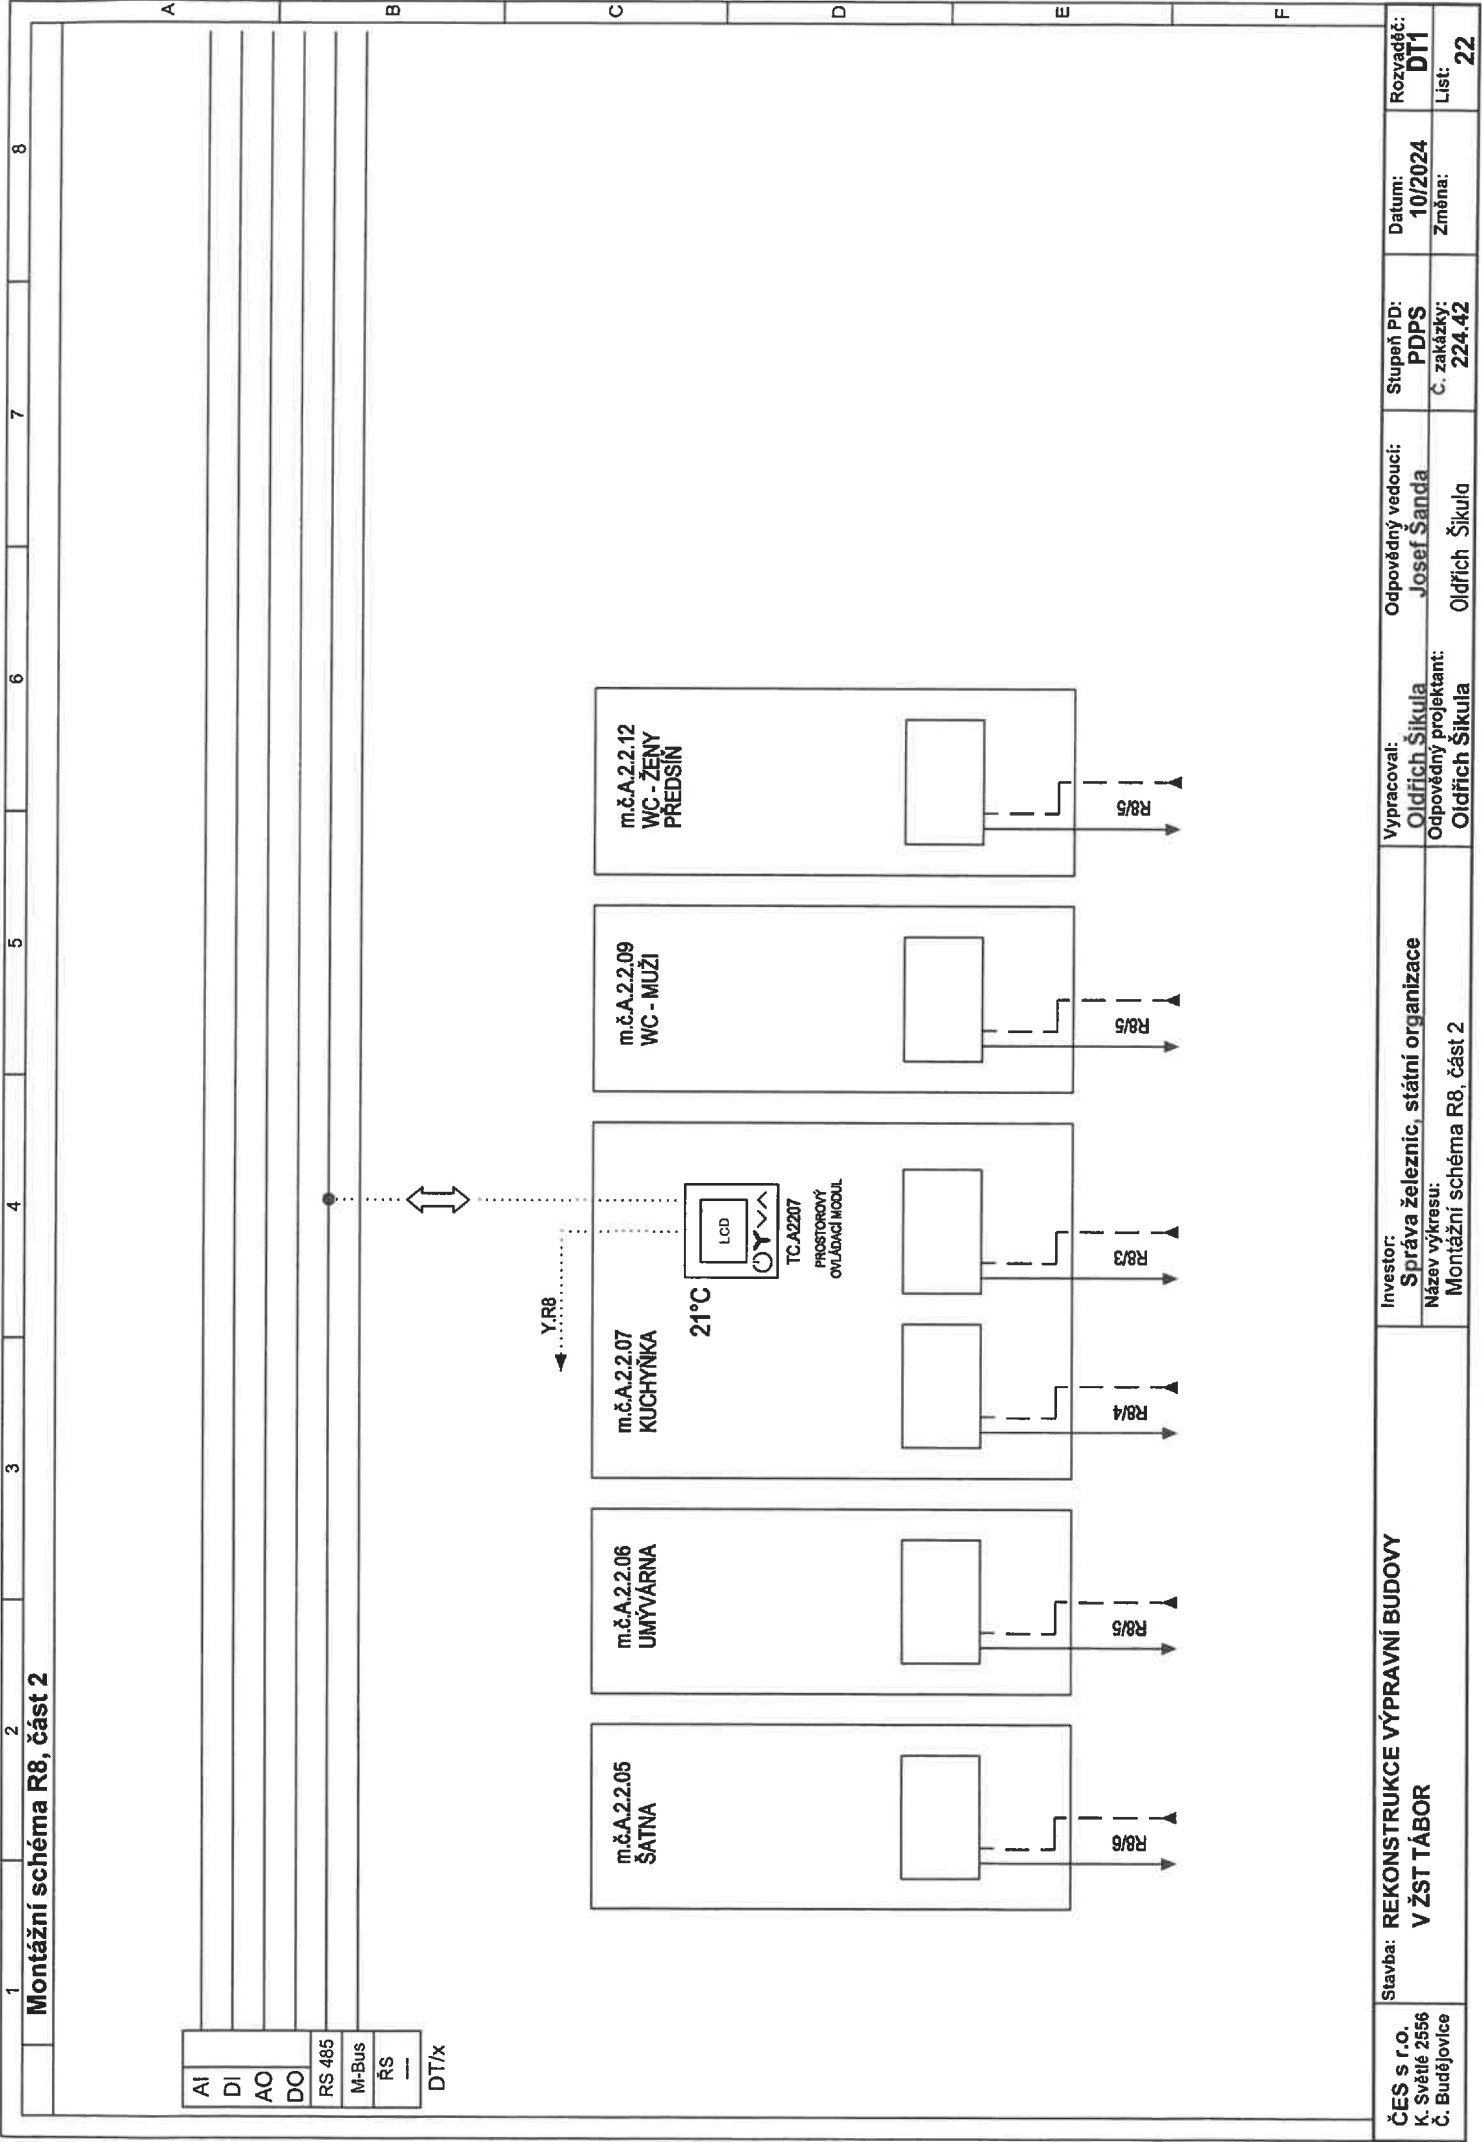 1 2 3 4 5 6 7 8
Montážní schéma R8, část 2
A
B
C
D
E
F
AI
DI
AO
DO
RS 485
M-Bus
ŘS
---
DT/x
Y.R8
m.č.A.2.2.05
ŠATNA
R8/6
m.č.A.2.2.06
UMÝVÁRNA
R8/5
m.č.A.2.2.07
KUCHYŇKA
21°C
LCD
TC.A2207
PROSTOROVÝ
OVLÁDACÍ MODUL
R8/4
R8/3
m.č.A.2.2.09
WC - MUŽI
R8/5
m.č.A.2.2.12
WC - ŽENY
PŘEDSÍŇ
R8/5
ČES s r.o.
K. Světlé 2556
Č. Budějovice
Stavba: REKONSTRUKCE VÝPRAVNÍ BUDOVY
V ŽST TÁBOR
Investor:
Správa železnic, státní organizace
Název výkresu:
Montážní schéma R8, část 2
Vypracoval:
Oldřich Šikula
Odpovědný projektant:
Oldřich Šikula
Odpovědný vedoucí:
Josef Šanda
Oldřich Šikula
Stupeň PD:
PDPS
Č. zakázky:
224.42
Datum:
10/2024
Změna:
Rozvaděč:
DT1
List:
22